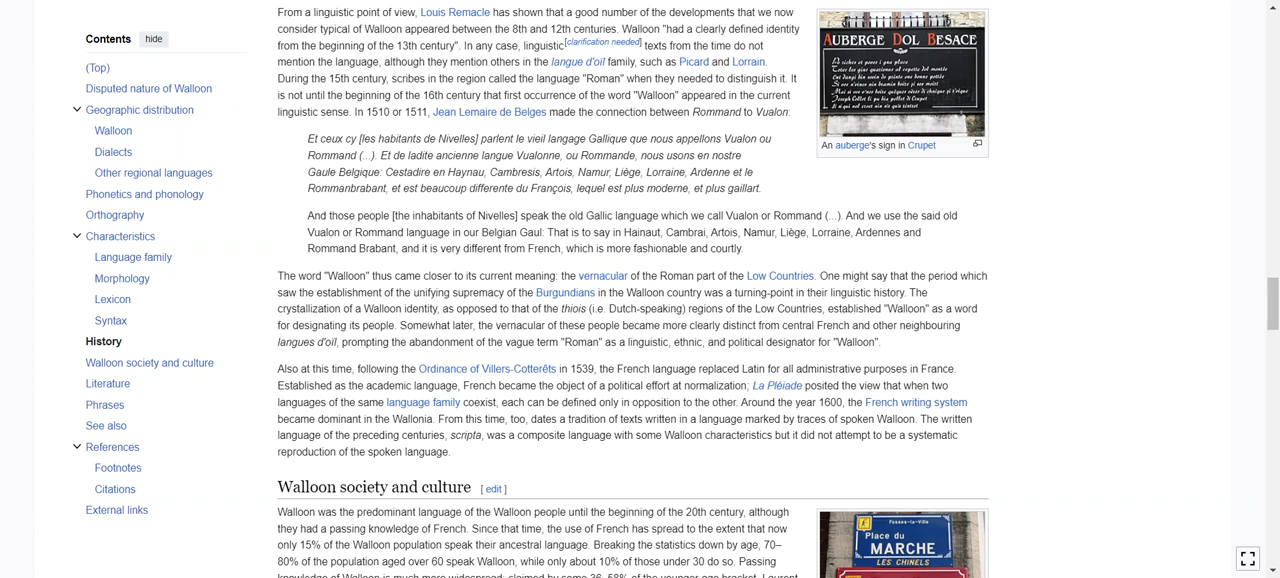 Contents hide
(Top)
Disputed nature of Walloon
Geographic distribution
Walloon
Dialects
Other regional languages
Phonetics and phonology
Orthography
Characteristics
Language family
Morphology
Lexicon
Syntax
History
Walloon society and culture
Literature
Phrases
See also
References
Footnotes
Citations
External links
From a linguistic point of view, Louis Remacle has shown that a good number of the developments that we now
consider typical of Walloon appeared between the 8th and 12th centuries. Walloon "had a clearly defined identity
from the beginning of the 13th century". In any case, linguistic[clarification needed] texts from the time do not
mention the language, although they mention others in the langue d'oïl family, such as Picard and Lorrain.
During the 15th century, scribes in the region called the language "Roman" when they needed to distinguish it. It
is not until the beginning of the 16th century that first occurrence of the word "Walloon" appeared in the current
linguistic sense. In 1510 or 1511, Jean Lemaire de Belges made the connection between Rommand to Vualon:
Et ceux cy [les habitants de Nivelles] parlent le vieil langage Gallique que nous appellons Vualon ou
Rommand (...). Et de ladite ancienne langue Vualonne, ou Rommande, nous usons en nostre
Gaule Belgique: Cestadire en Haynau, Cambresis, Artois, Namur, Liège, Lorraine, Ardenne et le
Rommanbrabant, et est beaucoup differente du François, lequel est plus moderne, et plus gaillart.
And those people [the inhabitants of Nivelles] speak the old Gallic language which we call Vualon or Rommand (...). And we use the said old
Vualon or Rommand language in our Belgian Gaul: That is to say in Hainaut, Cambrai, Artois, Namur, Liège, Lorraine, Ardennes and
Rommand Brabant, and it is very different from French, which is more fashionable and courtly.
The word "Walloon" thus came closer to its current meaning: the vernacular of the Roman part of the Low Countries. One might say that the period which
saw the establishment of the unifying supremacy of the Burgundians in the Walloon country was a turning-point in their linguistic history. The
crystallization of a Walloon identity, as opposed to that of the thiois (i.e. Dutch-speaking) regions of the Low Countries, established "Walloon" as a word
for designating its people. Somewhat later, the vernacular of these people became more clearly distinct from central French and other neighbouring
langues d'oïl, prompting the abandonment of the vague term "Roman" as a linguistic, ethnic, and political designator for "Walloon".
Also at this time, following the Ordinance of Villers-Cotterêts in 1539, the French language replaced Latin for all administrative purposes in France.
Established as the academic language, French became the object of a political effort at normalization; La Pléiade posited the view that when two
languages of the same language family coexist, each can be defined only in opposition to the other. Around the year 1600, the French writing system
became dominant in the Wallonia. From this time, too, dates a tradition of texts written in a language marked by traces of spoken Walloon. The written
language of the preceding centuries, scripta, was a composite language with some Walloon characteristics but it did not attempt to be a systematic
reproduction of the spoken language.
AUBERGE DOL BESACE
An auberge's sign in Crupet
Walloon society and culture [ edit ]
Walloon was the predominant language of the Walloon people until the beginning of the 20th century, although
they had a passing knowledge of French. Since that time, the use of French has spread to the extent that now
only 15% of the Walloon population speak their ancestral language. Breaking the statistics down by age, 70–
80% of the population aged over 60 speak Walloon, while only about 10% of those under 30 do so. Passing
knowledge of Walloon is much more widespread: claimed by some 36–58% of the younger age bracket. Laurent
Fosses-la-Ville
Place du
MARCHE
LES CHINELS